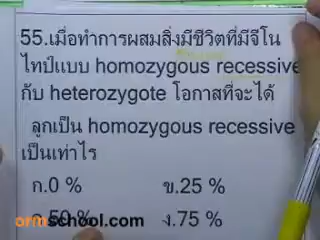 55.เมื่อทำการผสมสิ่งมีชีวิตที่มีจีโน
ไทป์แบบ homozygous recessive
กับ heterozygote โอกาสที่จะได้
ลูกเป็น homozygous recessive
เป็นเท่าไร
ก.0 % ข.25 %
50 % ง.75 %
school.com